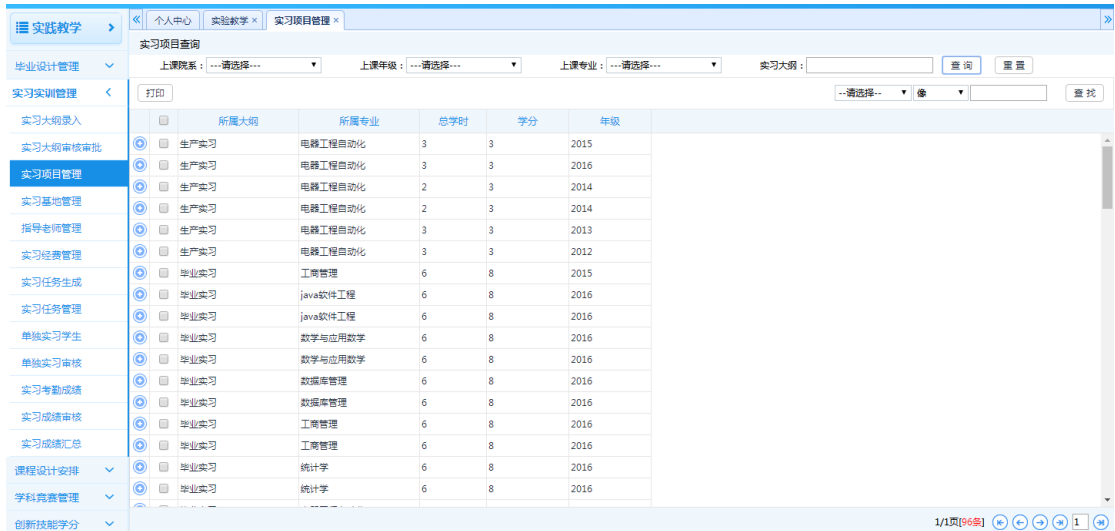 实践教学
个人中心 实验教学 × 实习项目管理 ×
实习项目查询
毕业设计管理
上课院系： ---请选择--- 上课年级： ---请选择--- 上课专业： ---请选择--- 实习大纲： 查询 重置
实习实训管理
打印 --请选择-- 像 查找
实习大纲录入
所属大纲 所属专业 总学时 学分 年级
生产实习 电器工程自动化 3 3 2015
实习大纲审核审批
生产实习 电器工程自动化 3 3 2016
实习项目管理
生产实习 电器工程自动化 2 3 2014
实习基地管理
生产实习 电器工程自动化 2 3 2014
指导老师管理
生产实习 电器工程自动化 3 3 2013
实习经费管理
生产实习 电器工程自动化 3 3 2012
毕业实习 工商管理 6 8 2015
实习任务生成
毕业实习 java软件工程 6 8 2016
实习任务管理
毕业实习 java软件工程 6 8 2016
单独实习学生
毕业实习 数学与应用数学 6 8 2016
单独实习审核
毕业实习 数学与应用数学 6 8 2016
毕业实习 数据库管理 6 8 2016
实习考勤成绩
毕业实习 数据库管理 6 8 2016
实习成绩审核
毕业实习 工商管理 6 8 2016
实习成绩汇总
毕业实习 工商管理 6 8 2016
课程设计安排
毕业实习 统计学 6 8 2016
学科竞赛管理
毕业实习 统计学 6 8 2016
创新技能学分
1/1页[96条] 1